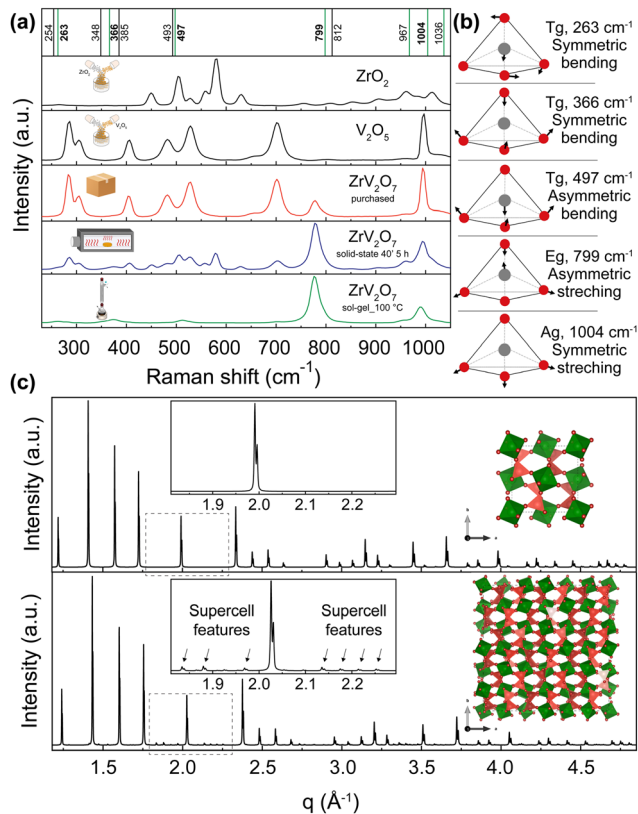 (a)
254
263
348
366
385
493
497
799
812
967
1004
1036
ZrO2
ZrO₂
V2O5
V₂O₅
ZrV₂O₇
purchased
ZrV₂O₇
solid-state 40' 5 h
ZrV₂O₇
sol-gel_100 °C
Intensity (a.u.)
300 400 500 600 700 800 900 1000
Raman shift (cm⁻¹)
(b)
Tg, 263 cm⁻¹
Symmetric
bending
Tg, 366 cm⁻¹
Symmetric
bending
Tg, 497 cm⁻¹
Asymmetric
bending
Eg, 799 cm⁻¹
Asymmetric
streching
Ag, 1004 cm⁻¹
Symmetric
streching
(c)
Intensity (a.u.)
1.9 2.0 2.1 2.2
Intensity (a.u.)
Supercell
features
Supercell
features
1.9 2.0 2.1 2.2
1.5 2.0 2.5 3.0 3.5 4.0 4.5
q (Å⁻¹)